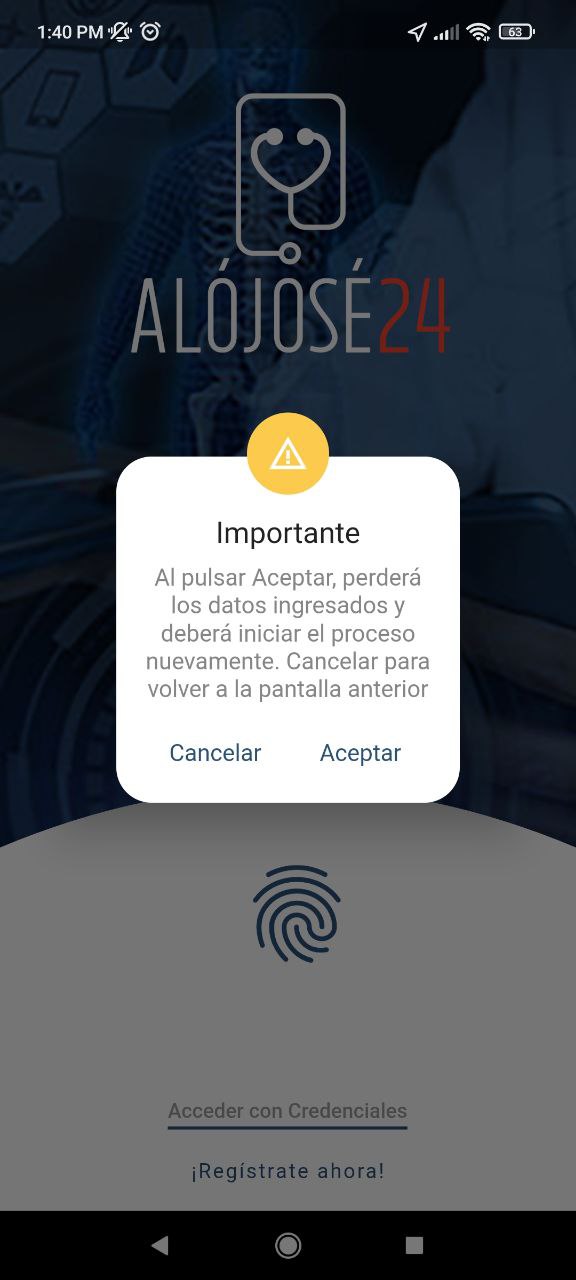 1:40 PM
63
ALÓJOSÉ24
Importante
Al pulsar Aceptar, perderá
los datos ingresados y
deberá iniciar el proceso
nuevamente. Cancelar para
volver a la pantalla anterior
Cancelar Aceptar
Acceder con Credenciales
¡Regístrate ahora!